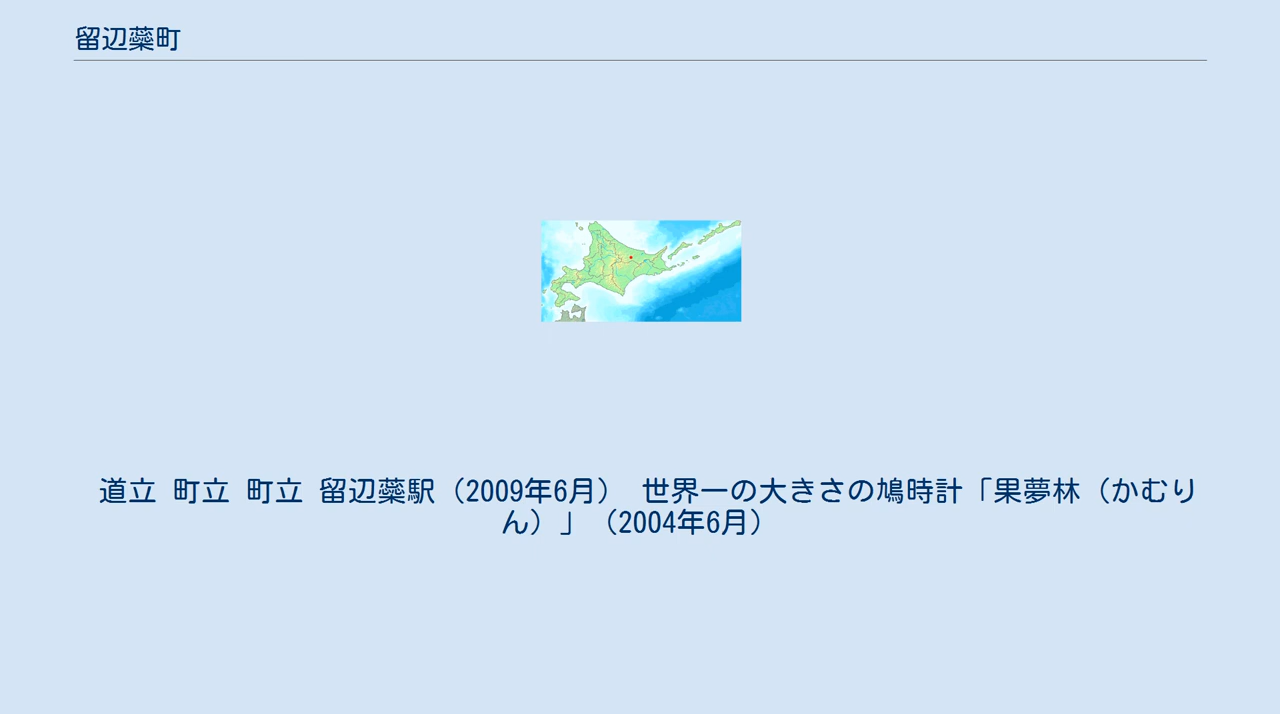 留辺蘂町
道立 町立 町立 留辺蘂駅（2009年6月） 世界一の大きさの鳩時計「果夢林（かむり
ん）」（2004年6月）